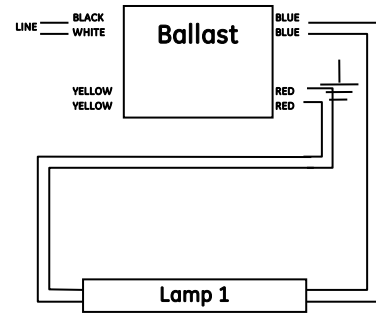 LINE
BLACK
WHITE
Ballast
BLUE
BLUE
YELLOW
YELLOW
RED
RED
Lamp 1